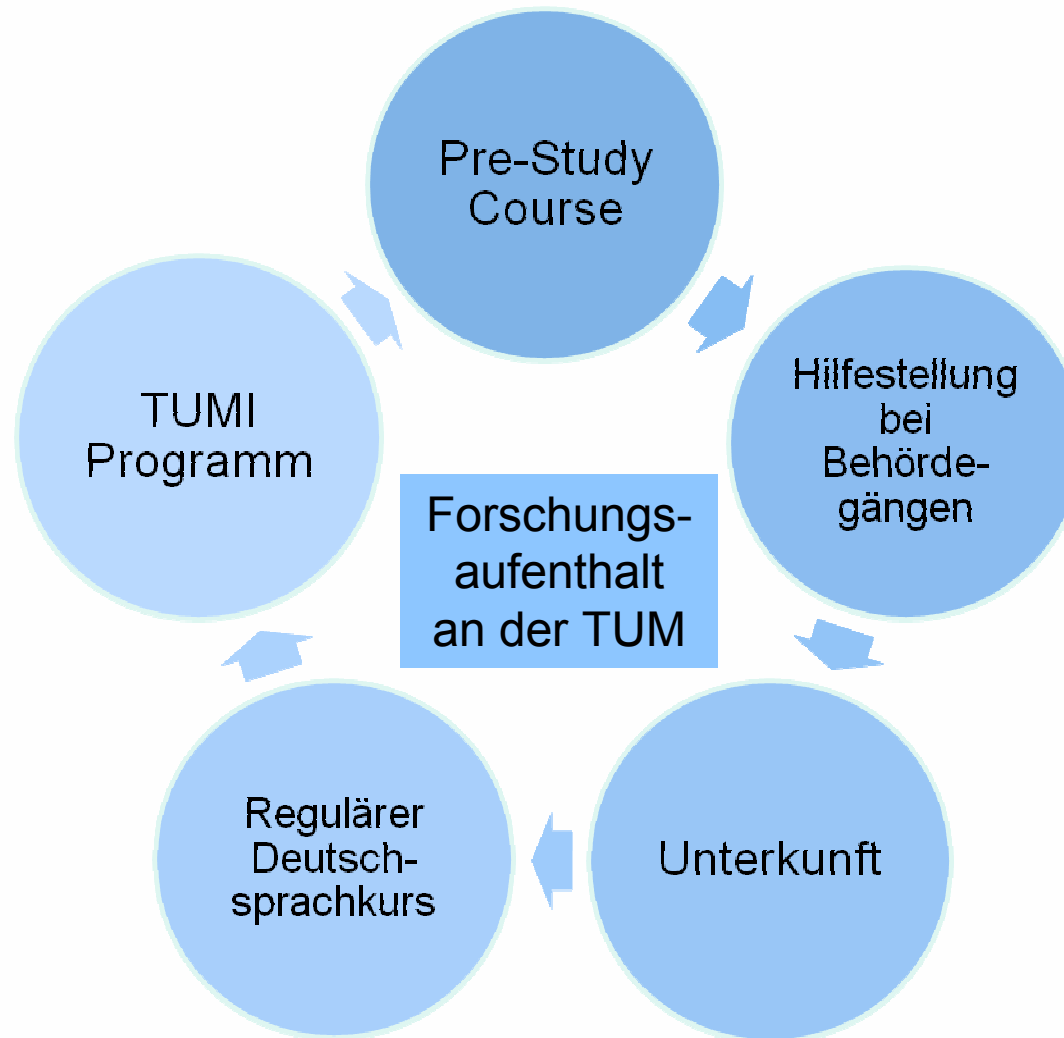 Pre-Study
Course
Hilfestellung
bei
Behörde-
gängen
Unterkunft
Regulärer
Deutsch-
sprachkurs
TUMI
Programm
Forschungs-
aufenthalt
an der TUM